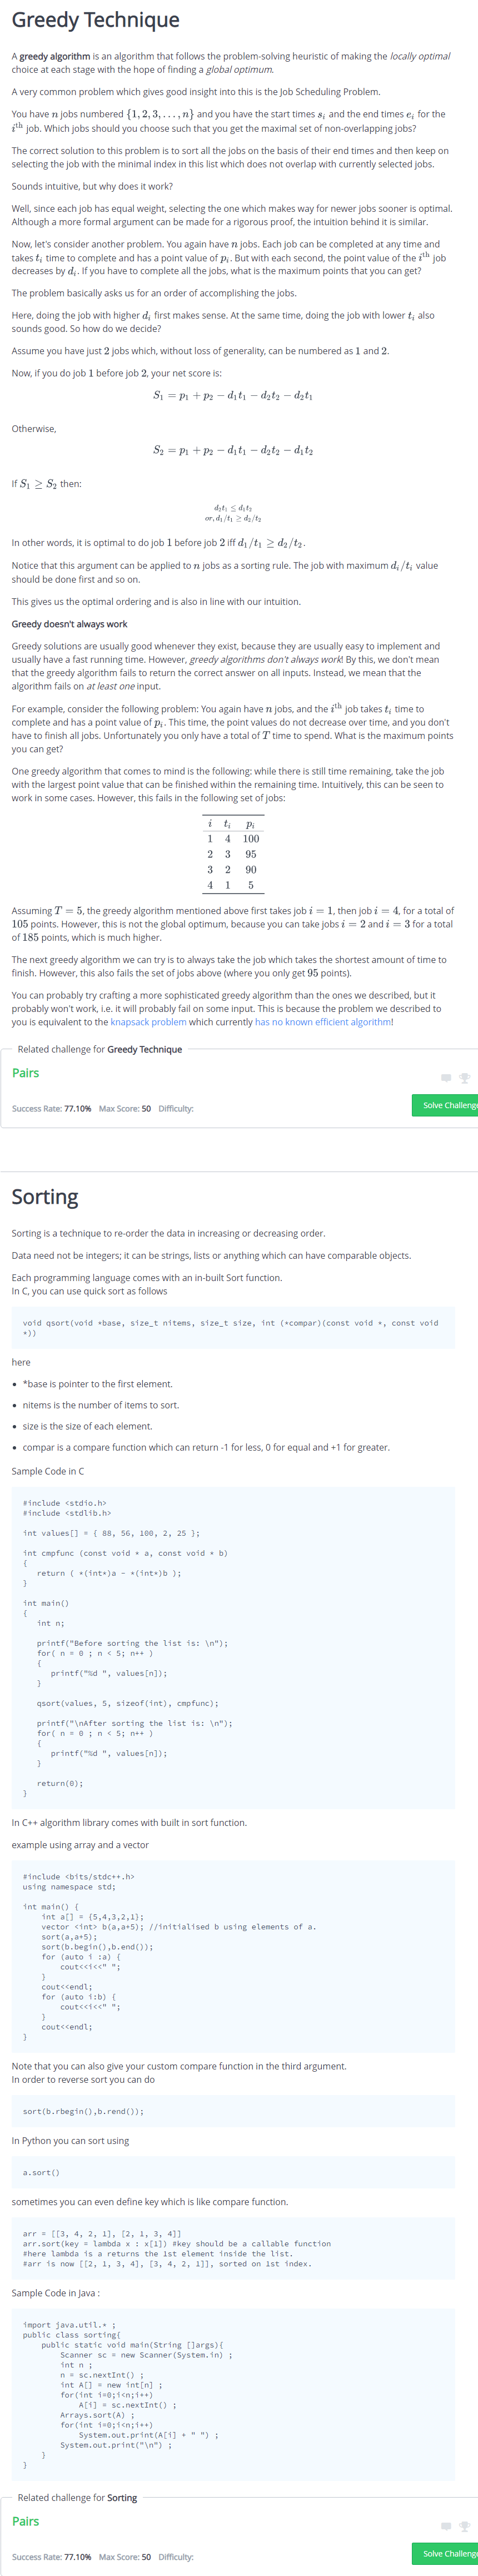 Greedy Technique
A greedy algorithm is an algorithm that follows the problem-solving heuristic of making the locally optimal
choice at each stage with the hope of finding a global optimum.
A very common problem which gives good insight into this is the Job Scheduling Problem.
You have n jobs numbered {1, 2, 3, . . . , n} and you have the start times sᵢ and the end times eᵢ for the
iᵗʰ job. Which jobs should you choose such that you get the maximal set of non-overlapping jobs?
The correct solution to this problem is to sort all the jobs on the basis of their end times and then keep on
selecting the job with the minimal index in this list which does not overlap with currently selected jobs.
Sounds intuitive, but why does it work?
Well, since each job has equal weight, selecting the one which makes way for newer jobs sooner is optimal.
Although a more formal argument can be made for a rigorous proof, the intuition behind it is similar.
Now, let's consider another problem. You again have n jobs. Each job can be completed at any time and
takes tᵢ time to complete and has a point value of pᵢ. But with each second, the point value of the iᵗʰ job
decreases by dᵢ. If you have to complete all the jobs, what is the maximum points that you can get?
The problem basically asks us for an order of accomplishing the jobs.
Here, doing the job with higher dᵢ first makes sense. At the same time, doing the job with lower tᵢ also
sounds good. So how do we decide?
Assume you have just 2 jobs which, without loss of generality, can be numbered as 1 and 2.
Now, if you do job 1 before job 2, your net score is:
S₁ = p₁ + p₂ − d₁t₁ − d₂t₂ − d₂t₁
Otherwise,
S₂ = p₁ + p₂ − d₁t₁ − d₂t₂ − d₁t₂
If S₁ ≥ S₂ then:
d₂t₁ ≤ d₁t₂
or, d₁/t₁ ≥ d₂/t₂
In other words, it is optimal to do job 1 before job 2 iff d₁/t₁ ≥ d₂/t₂.
Notice that this argument can be applied to n jobs as a sorting rule. The job with maximum dᵢ/tᵢ value
should be done first and so on.
This gives us the optimal ordering and is also in line with our intuition.
Greedy doesn't always work
Greedy solutions are usually good whenever they exist, because they are usually easy to implement and
usually have a fast running time. However, greedy algorithms don't always work! By this, we don't mean
that the greedy algorithm fails to return the correct answer on all inputs. Instead, we mean that the
algorithm fails on at least one input.
For example, consider the following problem: You again have n jobs, and the iᵗʰ job takes tᵢ time to
complete and has a point value of pᵢ. This time, the point values do not decrease over time, and you don't
have to finish all jobs. Unfortunately you only have a total of T time to spend. What is the maximum points
you can get?
One greedy algorithm that comes to mind is the following: while there is still time remaining, take the job
with the largest point value that can be finished within the remaining time. Intuitively, this can be seen to
work in some cases. However, this fails in the following set of jobs:
i tᵢ pᵢ
1 4 100
2 3 95
3 2 90
4 1 5
Assuming T = 5, the greedy algorithm mentioned above first takes job i = 1, then job i = 4, for a total of
105 points. However, this is not the global optimum, because you can take jobs i = 2 and i = 3 for a total
of 185 points, which is much higher.
The next greedy algorithm we can try is to always take the job which takes the shortest amount of time to
finish. However, this also fails the set of jobs above (where you only get 95 points).
You can probably try crafting a more sophisticated greedy algorithm than the ones we described, but it
probably won't work, i.e. it will probably fail on some input. This is because the problem we described to
you is equivalent to the knapsack problem which currently has no known efficient algorithm!
Related challenge for Greedy Technique
Pairs
Success Rate: 77.10% Max Score: 50 Difficulty:
Solve Challenge
Sorting
Sorting is a technique to re-order the data in increasing or decreasing order.
Data need not be integers; it can be strings, lists or anything which can have comparable objects.
Each programming language comes with an in-built Sort function.
In C, you can use quick sort as follows
void qsort(void *base, size_t nitems, size_t size, int (*compar)(const void *, const void
*))
here
• *base is pointer to the first element.
• nitems is the number of items to sort.
• size is the size of each element.
• compar is a compare function which can return -1 for less, 0 for equal and +1 for greater.
Sample Code in C
#include <stdio.h>
#include <stdlib.h>
int values[] = { 88, 56, 100, 2, 25 };
int cmpfunc (const void * a, const void * b)
{
return ( *(int*)a - *(int*)b );
}
int main()
{
int n;
printf("Before sorting the list is: \n");
for( n = 0 ; n < 5; n++ )
{
printf("%d ", values[n]);
}
qsort(values, 5, sizeof(int), cmpfunc);
printf("\nAfter sorting the list is: \n");
for( n = 0 ; n < 5; n++ )
{
printf("%d ", values[n]);
}
return(0);
}
In C++ algorithm library comes with built in sort function.
example using array and a vector
#include <bits/stdc++.h>
using namespace std;
int main() {
int a[] = {5,4,3,2,1};
vector <int> b(a,a+5); //initialised b using elements of a.
sort(a,a+5);
sort(b.begin(),b.end());
for (auto i :a) {
cout<<i<<" ";
}
cout<<endl;
for (auto i:b) {
cout<<i<<" ";
}
cout<<endl;
}
Note that you can also give your custom compare function in the third argument.
In order to reverse sort you can do
sort(b.rbegin(),b.rend());
In Python you can sort using
a.sort()
sometimes you can even define key which is like compare function.
arr = [[3, 4, 2, 1], [2, 1, 3, 4]]
arr.sort(key = lambda x : x[1]) #key should be a callable function
#here lambda is a returns the 1st element inside the list.
#arr is now [[2, 1, 3, 4], [3, 4, 2, 1]], sorted on 1st index.
Sample Code in Java :
import java.util.* ;
public class sorting{
public static void main(String []args){
Scanner sc = new Scanner(System.in) ;
int n ;
n = sc.nextInt() ;
int A[] = new int[n] ;
for(int i=0;i<n;i++)
A[i] = sc.nextInt() ;
Arrays.sort(A) ;
for(int i=0;i<n;i++)
System.out.print(A[i] + " ") ;
System.out.print("\n") ;
}
}
Related challenge for Sorting
Pairs
Success Rate: 77.10% Max Score: 50 Difficulty:
Solve Challenge